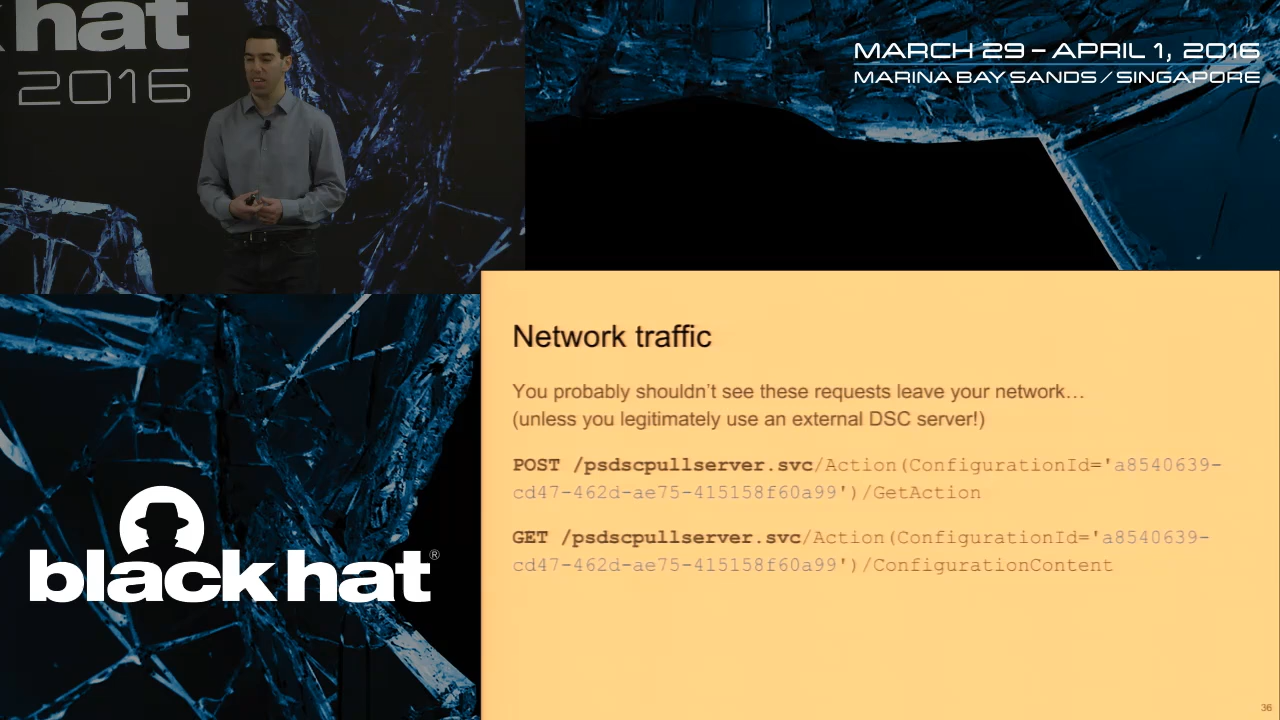 hat
2016
MARCH 29 – APRIL 1, 2016
MARINA BAY SANDS / SINGAPORE
Network traffic
You probably shouldn't see these requests leave your network…
(unless you legitimately use an external DSC server!)
POST /psdscpullserver.svc/Action(ConfigurationId='a8540639-
cd47-462d-ae75-415158f60a99')/GetAction
GET /psdscpullserver.svc/Action(ConfigurationId='a8540639-
cd47-462d-ae75-415158f60a99')/ConfigurationContent
black hat®
36